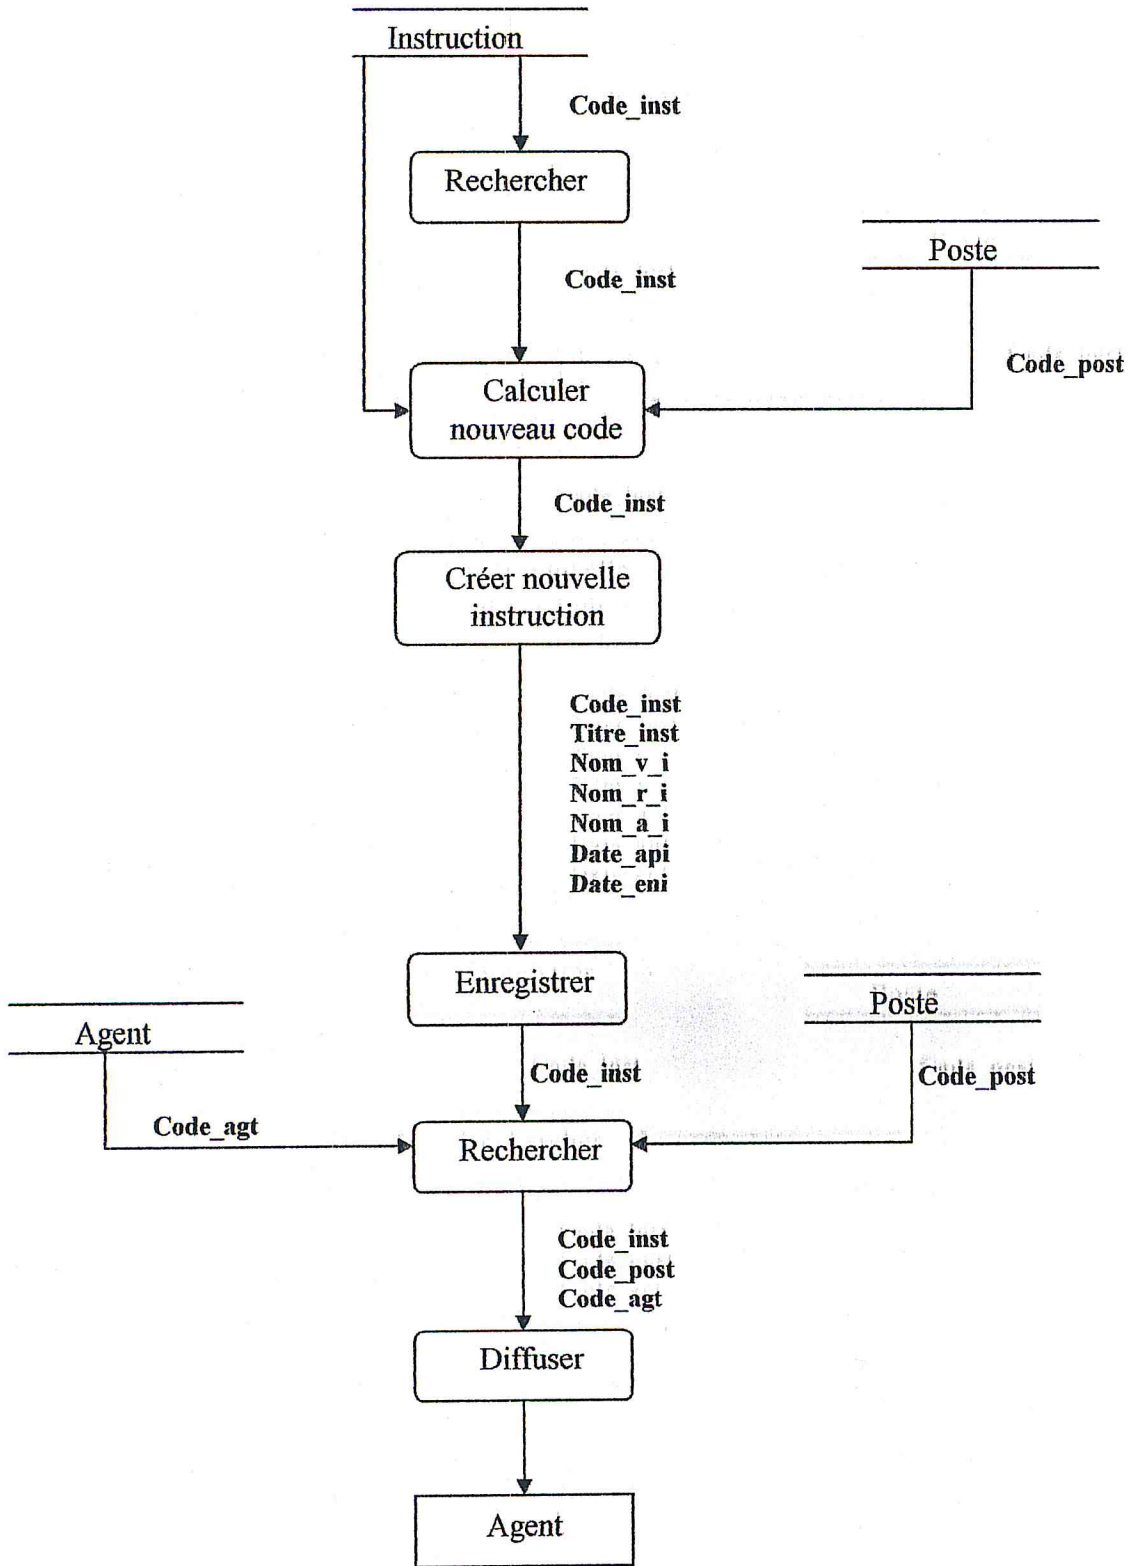 Instruction
Code_inst
Rechercher
Code_inst
Poste
Code_post
Calculer
nouveau code
Code_inst
Créer nouvelle
instruction
Code_inst
Titre_inst
Nom_v_i
Nom_r_i
Nom_a_i
Date_api
Date_eni
Enregistrer
Agent
Poste
Code_inst
Code_post
Code_agt
Rechercher
Code_inst
Code_post
Code_agt
Diffuser
Agent